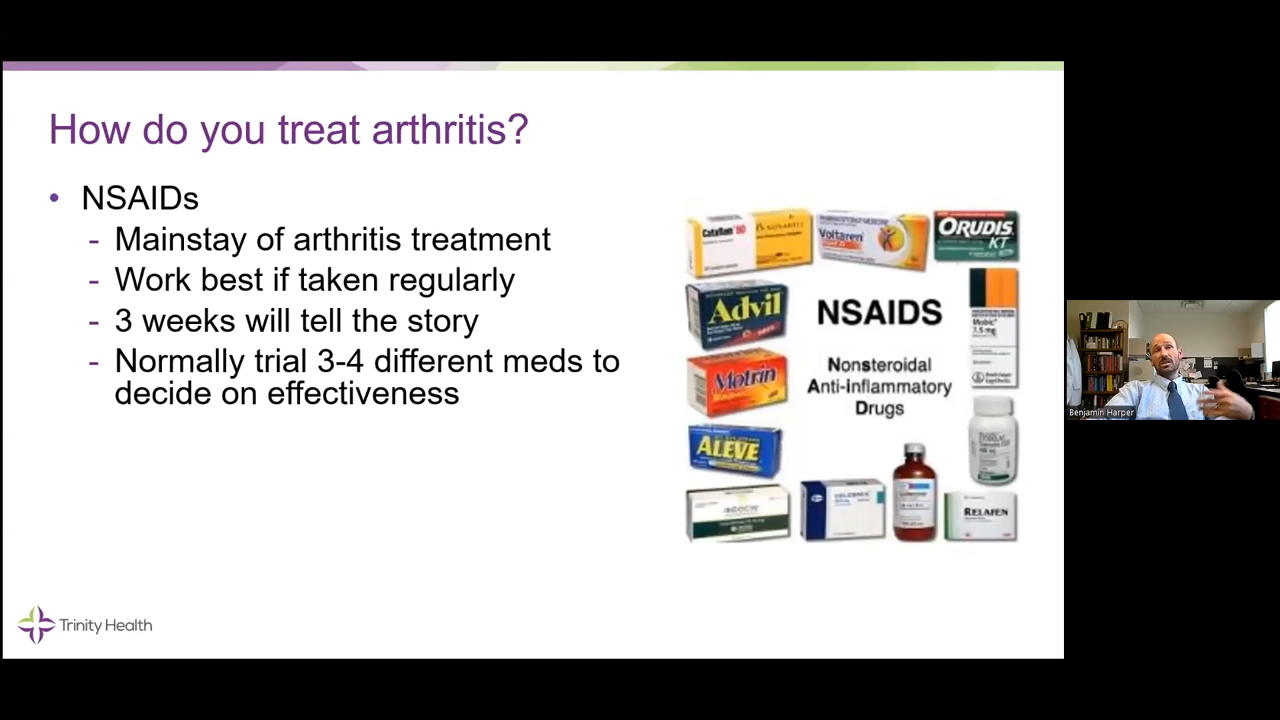 How do you treat arthritis?
• NSAIDs
- Mainstay of arthritis treatment
- Work best if taken regularly
- 3 weeks will tell the story
- Normally trial 3-4 different meds to
decide on effectiveness
Cataflam 50
NOVARTIS
Voltaren
ORUDIS
KT
Advil
NSAIDS
Mobic
7.5 mg
Nonsteroidal
Anti-inflammatory
Drugs
Motrin
ALEVE
RELAFEN
Trinity Health
Benjamin Harper